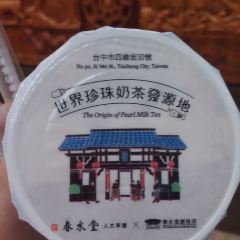 台中市四維街30號
No.30, Si Wei St., Taichung City, Taiwan
世界珍珠奶茶發源地
The Origin of Pearl Milk Tea
春水堂 人文茶館 ×